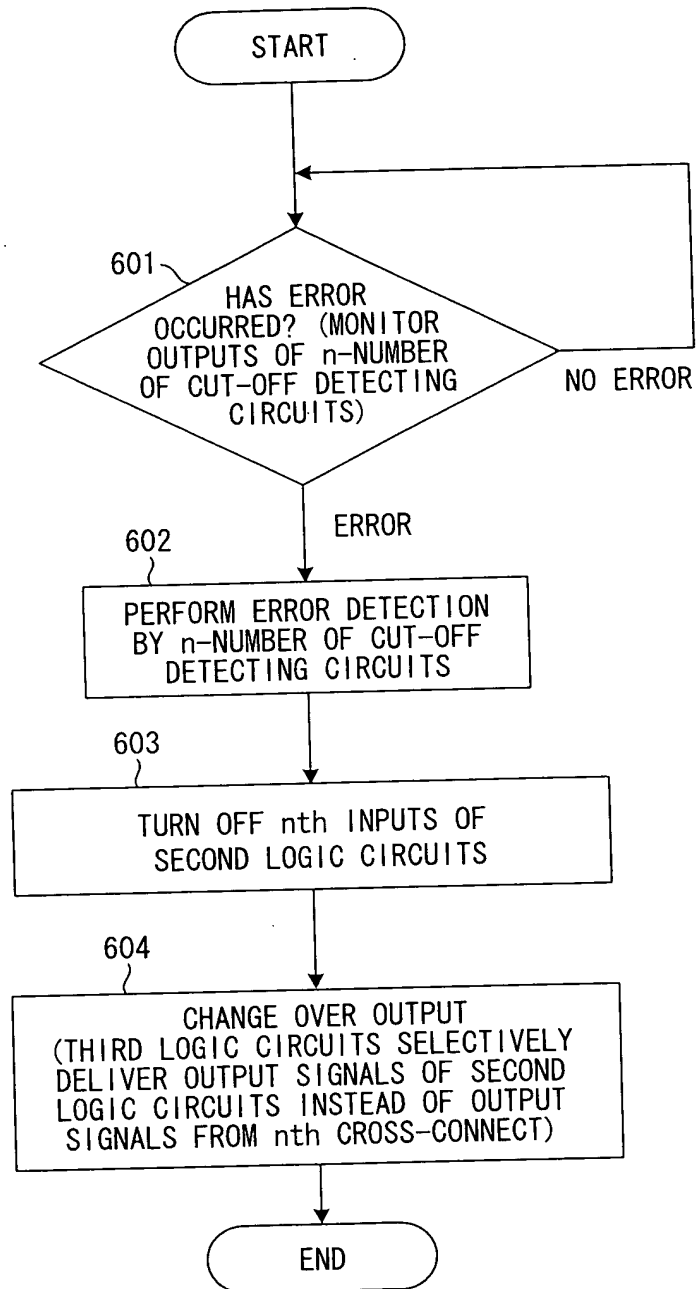 START
601
HAS ERROR
OCCURRED? (MONITOR
OUTPUTS OF n-NUMBER
OF CUT-OFF DETECTING
CIRCUITS)
NO ERROR
ERROR
602
PERFORM ERROR DETECTION
BY n-NUMBER OF CUT-OFF
DETECTING CIRCUITS
603
TURN OFF nth INPUTS OF
SECOND LOGIC CIRCUITS
604
CHANGE OVER OUTPUT
(THIRD LOGIC CIRCUITS SELECTIVELY
DELIVER OUTPUT SIGNALS OF SECOND
LOGIC CIRCUITS INSTEAD OF OUTPUT
SIGNALS FROM nth CROSS-CONNECT)
END